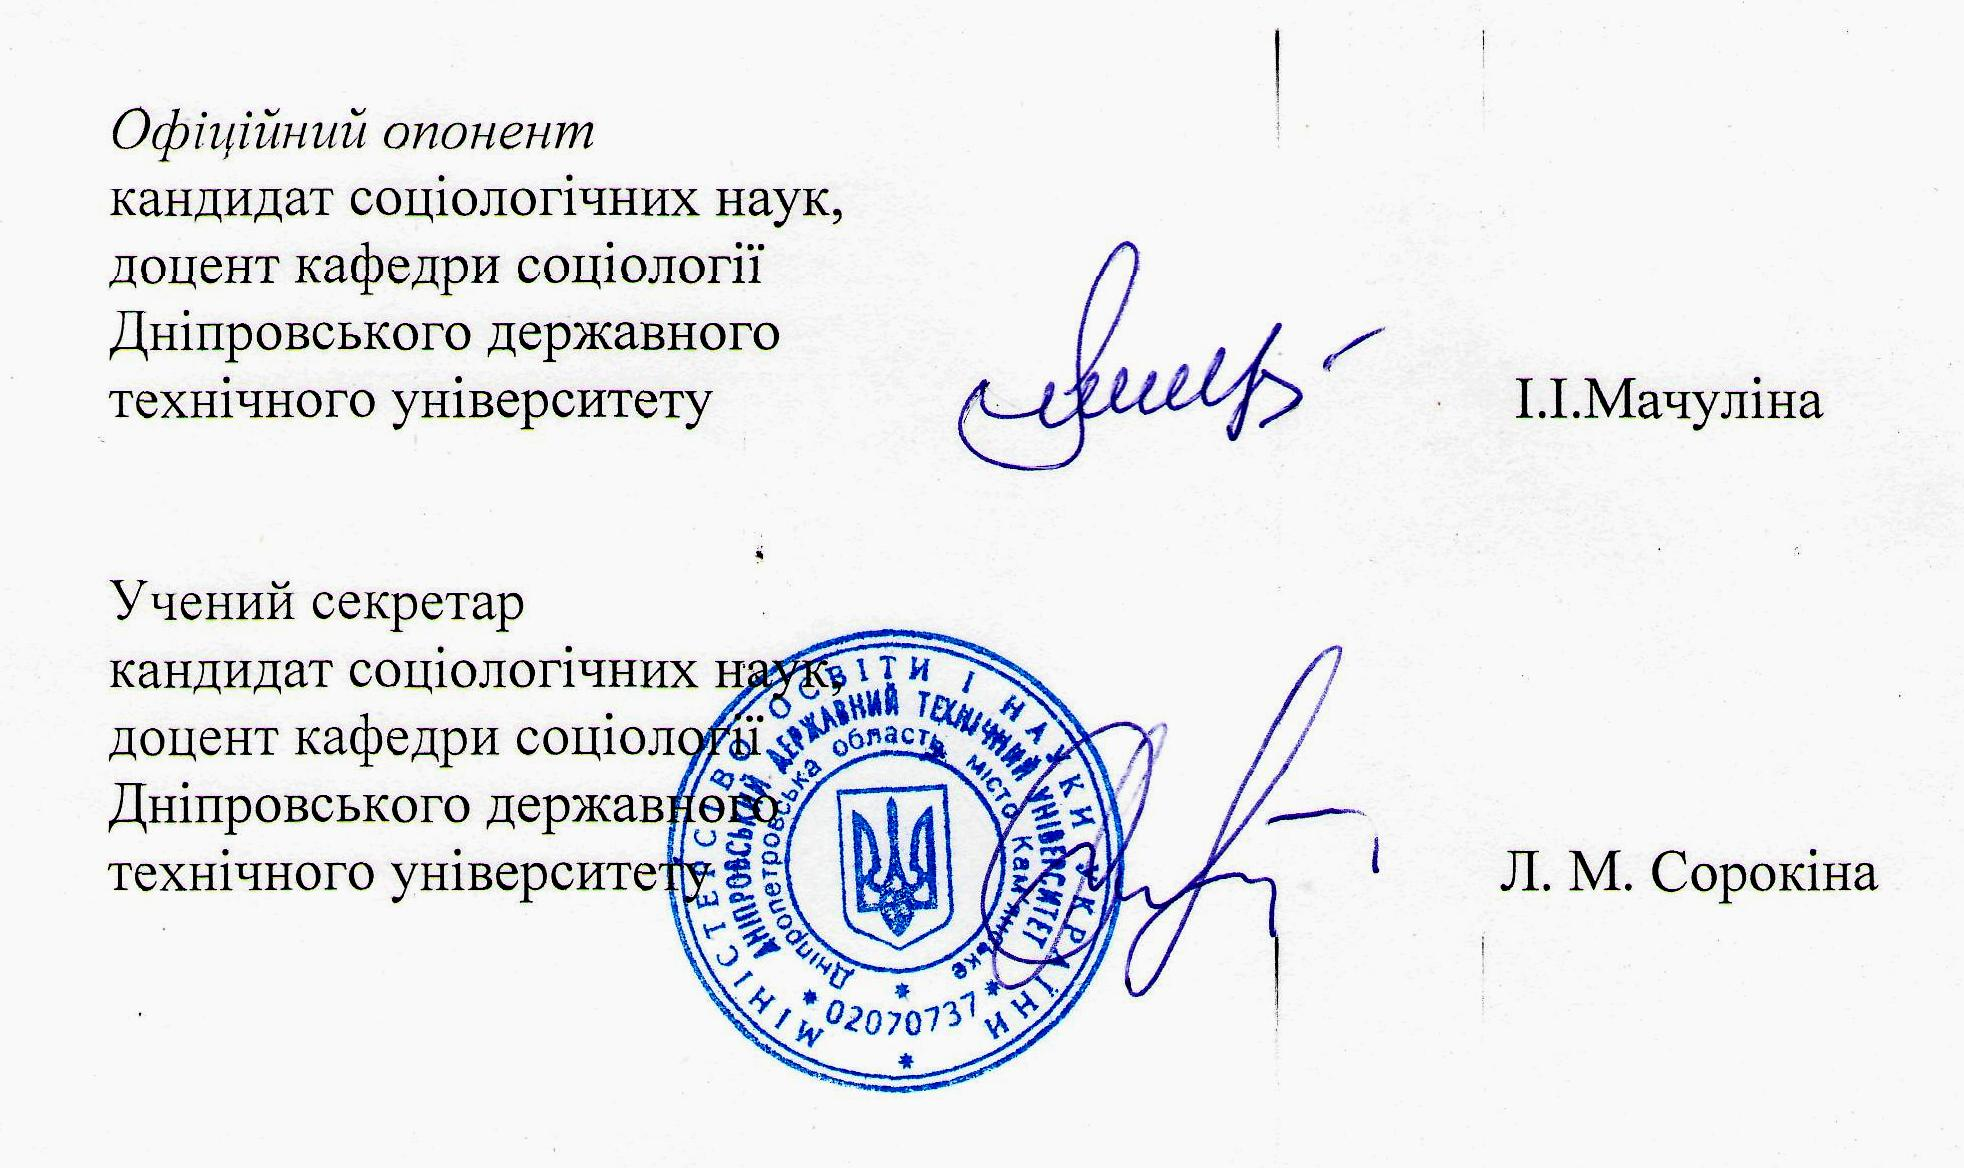 Офіційний опонент
кандидат соціологічних наук,
доцент кафедри соціології
Дніпровського державного
технічного університету
І.І.Мачуліна
Учений секретар
кандидат соціологічних наук,
доцент кафедри соціології
Дніпровського державного
технічного університету
Л. М. Сорокіна
МІНІСТЕРСТВО ОСВІТИ І НАУКИ УКРАЇНИ
ДНІПРОВСЬКИЙ ДЕРЖАВНИЙ ТЕХНІЧНИЙ УНІВЕРСИТЕТ
Дніпропетровська область, місто Кам'янське
* 02070737 *